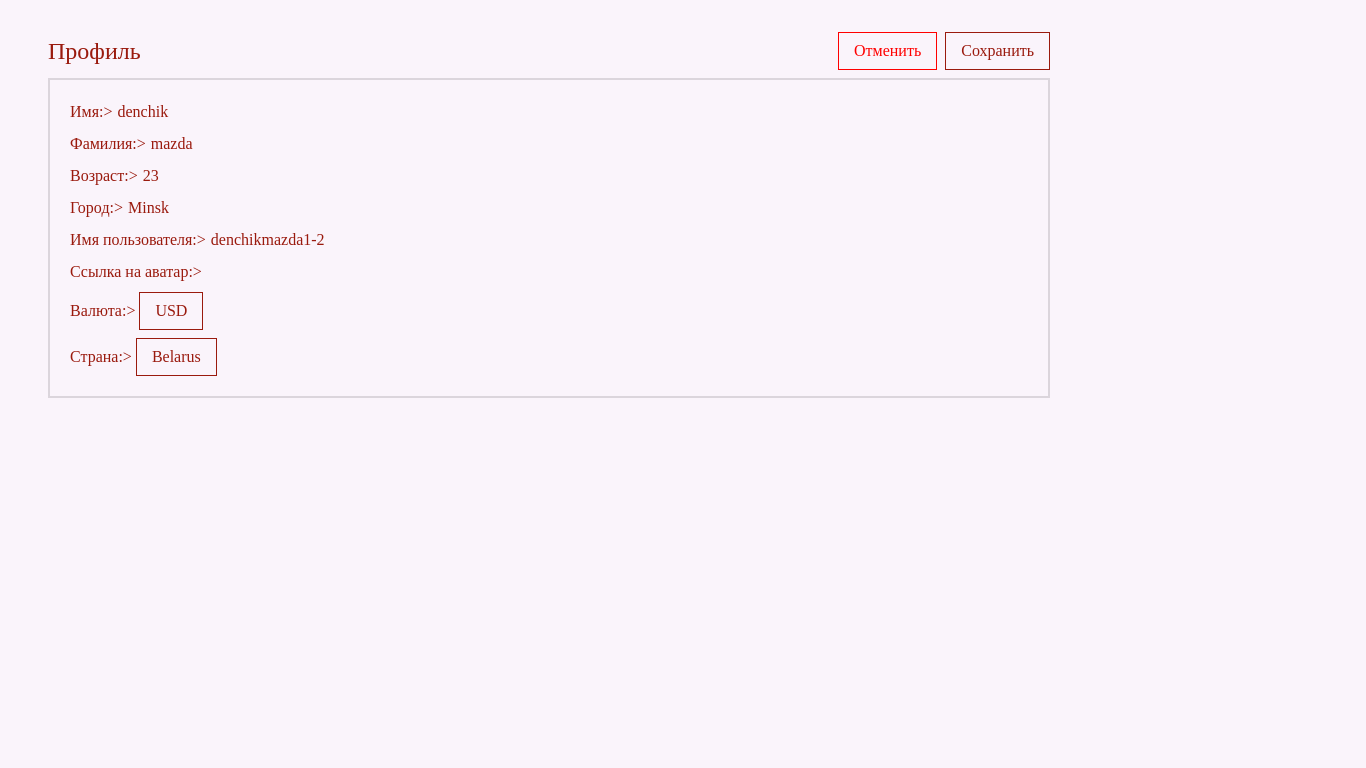 Профиль
Отменить
Сохранить
Имя:> denchik
Фамилия:> mazda
Возраст:> 23
Город:> Minsk
Имя пользователя:> denchikmazda1-2
Ссылка на аватар:>
Валюта:> USD
Страна:> Belarus